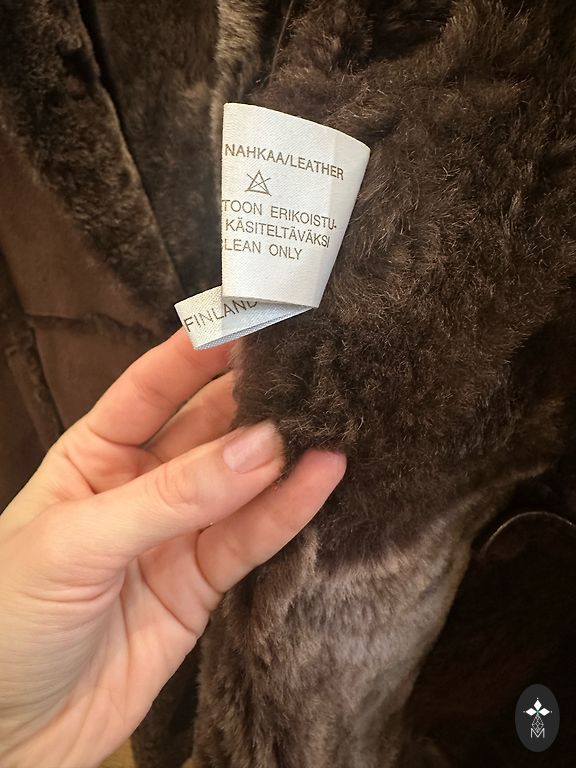 NAHKAA/LEATHER
TOON ERIKOISTU-
KÄSITELTÄVÄKSI
LEAN ONLY
FINLAND